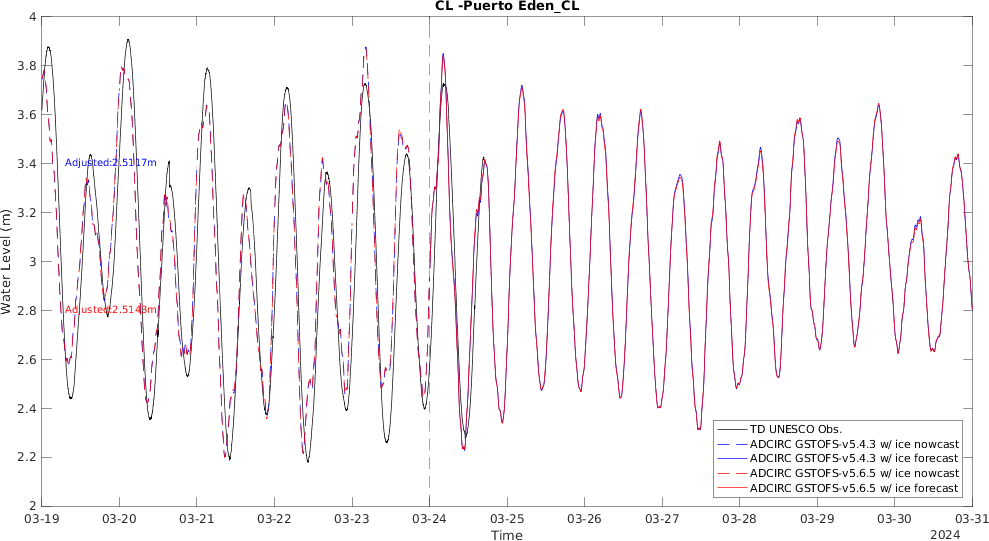 CL -Puerto Eden_CL
Water Level (m)
4
3.8
3.6
3.4
3.2
3
2.8
2.6
2.4
2.2
2
Adjusted:2.5117m
Adjusted:2.5143m
TD UNESCO Obs.
ADCIRC GSTOFS-v5.4.3 w/ ice nowcast
ADCIRC GSTOFS-v5.4.3 w/ ice forecast
ADCIRC GSTOFS-v5.6.5 w/ ice nowcast
ADCIRC GSTOFS-v5.6.5 w/ ice forecast
03-19 03-20 03-21 03-22 03-23 03-24 03-25 03-26 03-27 03-28 03-29 03-30 03-31
Time
2024